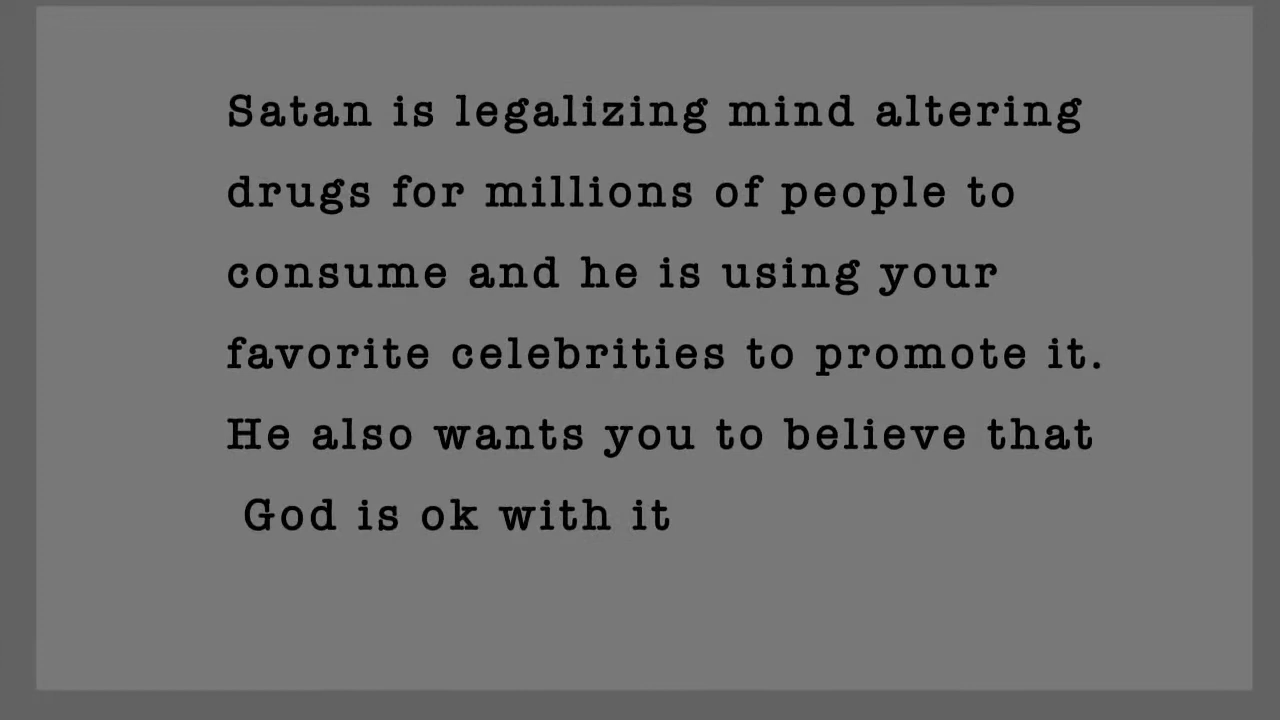 Satan is legalizing mind altering
drugs for millions of people to
consume and he is using your
favorite celebrities to promote it.
He also wants you to believe that
God is ok with it